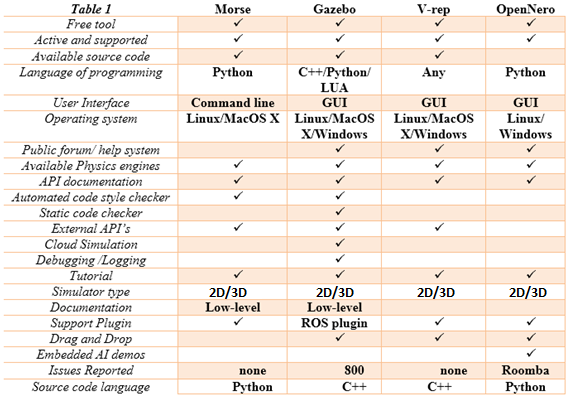 Table 1 Morse Gazebo V-rep OpenNero
Free tool ✓ ✓ ✓ ✓
Active and supported ✓ ✓ ✓ ✓
Available source code ✓ ✓ ✓
Language of programming Python C++/Python/ Any Python
LUA
User Interface Command line GUI GUI GUI
Operating system Linux/MacOS X Linux/MacOS Linux/MacOS Linux/
X/Windows X/Windows Windows
Public forum/ help system ✓ ✓ ✓
Available Physics engines ✓ ✓ ✓ ✓
API documentation ✓ ✓ ✓ ✓
Automated code style checker ✓ ✓
Static code checker ✓
External API's ✓ ✓ ✓
Cloud Simulation ✓
Debugging /Logging ✓
Tutorial ✓ ✓ ✓ ✓
Simulator type 2D/3D 2D/3D 2D/3D 2D/3D
Documentation Low-level Low-level
Support Plugin ✓ ROS plugin ✓ ✓
Drag and Drop ✓ ✓ ✓
Embedded AI demos ✓
Issues Reported none 800 none Roomba
Source code language Python C++ C++ Python